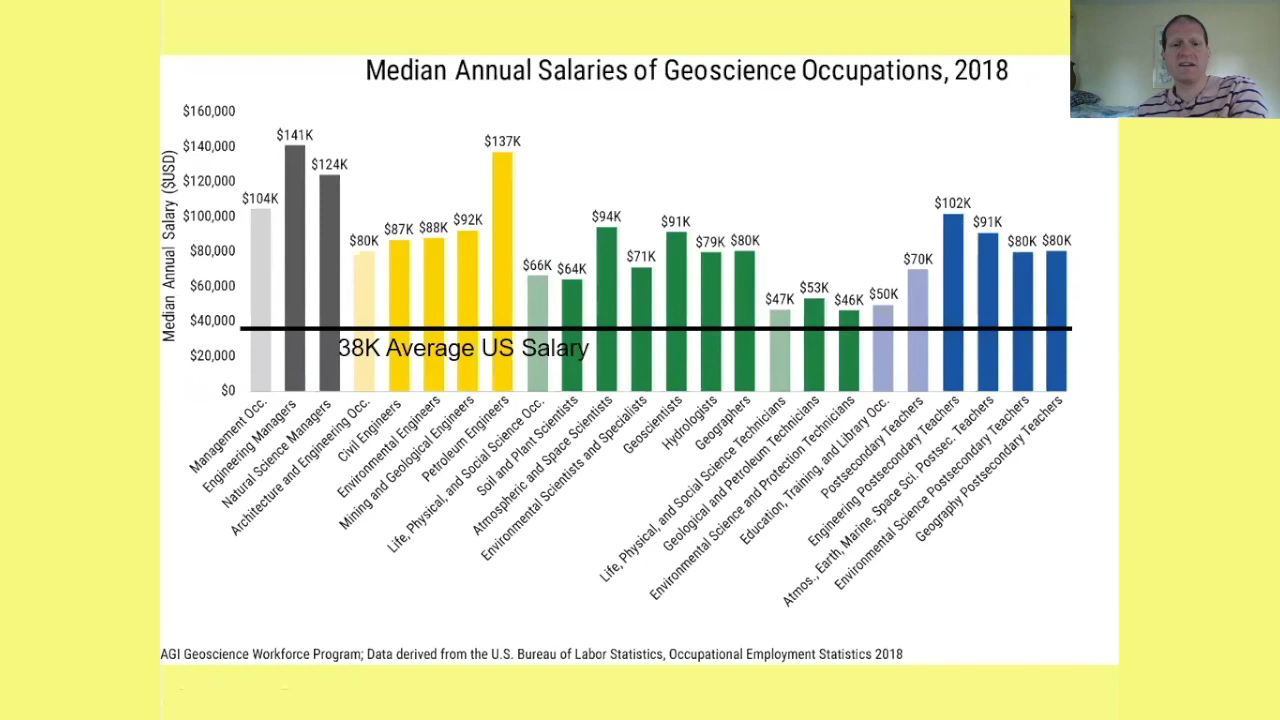 Median Annual Salaries of Geoscience Occupations, 2018
Median Annual Salary ($USD)
$160,000
$140,000
$120,000
$100,000
$80,000
$60,000
$40,000
$20,000
$0
$104K
$141K
$124K
$80K
$87K
$88K
$92K
$137K
$66K
$64K
$94K
$71K
$91K
$79K
$80K
$47K
$53K
$46K
$50K
$70K
$102K
$91K
$80K
$80K
38K Average US Salary
Management Occ.
Engineering Managers
Natural Science Managers
Architecture and Engineering Occ.
Civil Engineers
Environmental Engineers
Mining and Geological Engineers
Petroleum Engineers
Life, Physical, and Social Science Occ.
Soil and Plant Scientists
Atmospheric and Space Scientists
Environmental Scientists and Specialists
Geoscientists
Hydrologists
Geographers
Life, Physical, and Social Science Technicians
Geological and Petroleum Technicians
Environmental Science and Protection Technicians
Education, Training, and Library Occ.
Postsecondary Teachers
Engineering Postsecondary Teachers
Atmos., Earth, Marine, Space Sci. Postsec. Teachers
Environmental Science Postsecondary Teachers
Geography Postsecondary Teachers
AGI Geoscience Workforce Program; Data derived from the U.S. Bureau of Labor Statistics, Occupational Employment Statistics 2018